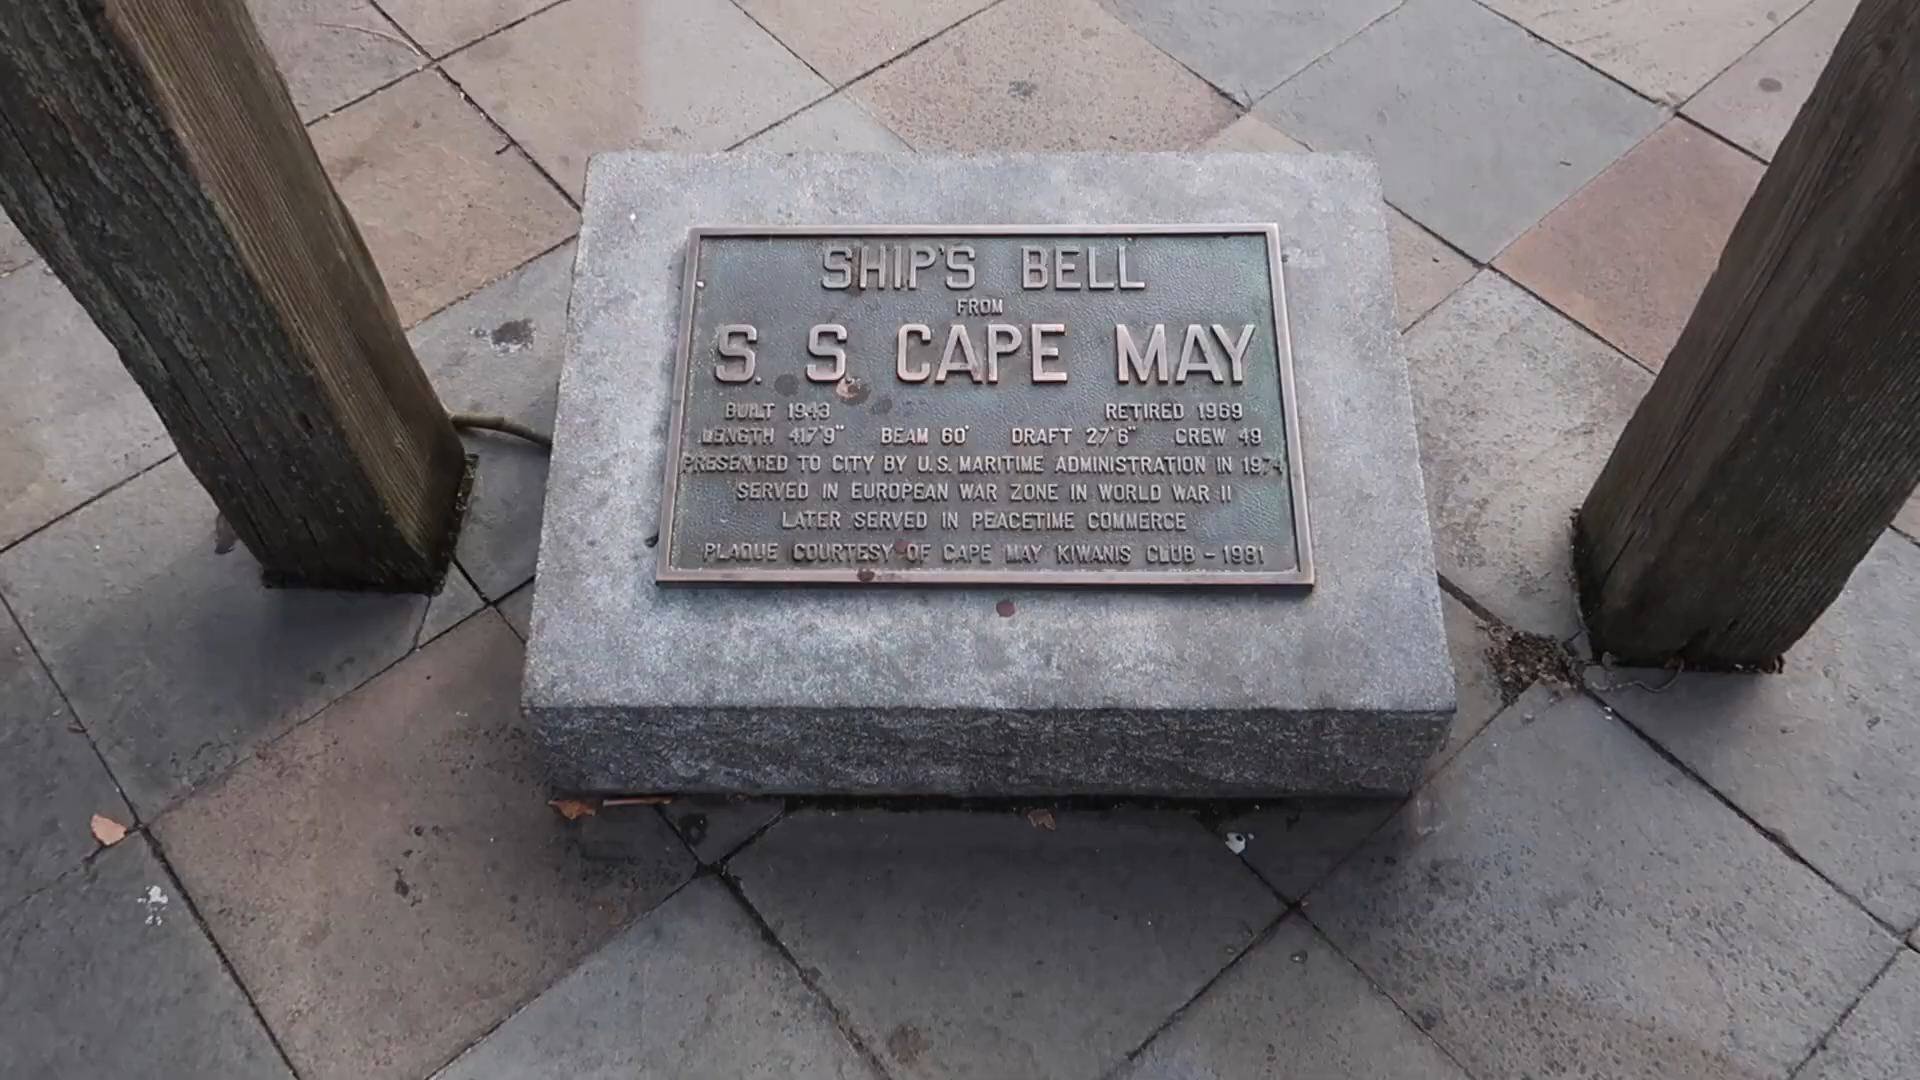 SHIP'S BELL
FROM
S. S. CAPE MAY
BUILT 1943 RETIRED 1969
LENGTH 417'9" BEAM 60' DRAFT 27'6" CREW 49
PRESENTED TO CITY BY U.S. MARITIME ADMINISTRATION IN 1974
SERVED IN EUROPEAN WAR ZONE IN WORLD WAR II
LATER SERVED IN PEACETIME COMMERCE
PLAQUE COURTESY OF CAPE MAY KIWANIS CLUB - 1981